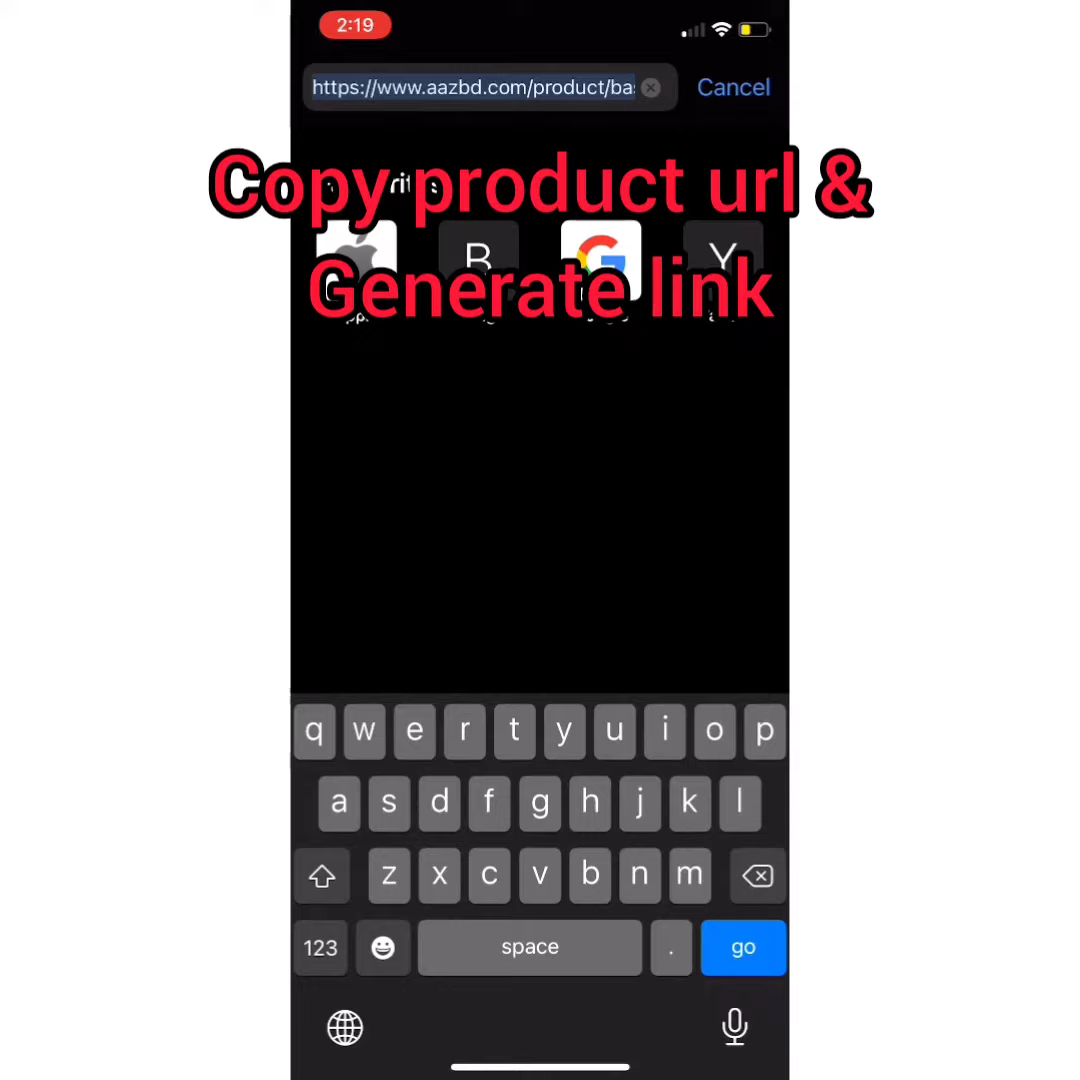 2:19
https://www.aazbd.com/product/ba
Cancel
Copy product url &
Generate link
B
G
Y
q w e r t y u i o p
a s d f g h j k l
z x c v b n m
123
space
.
go